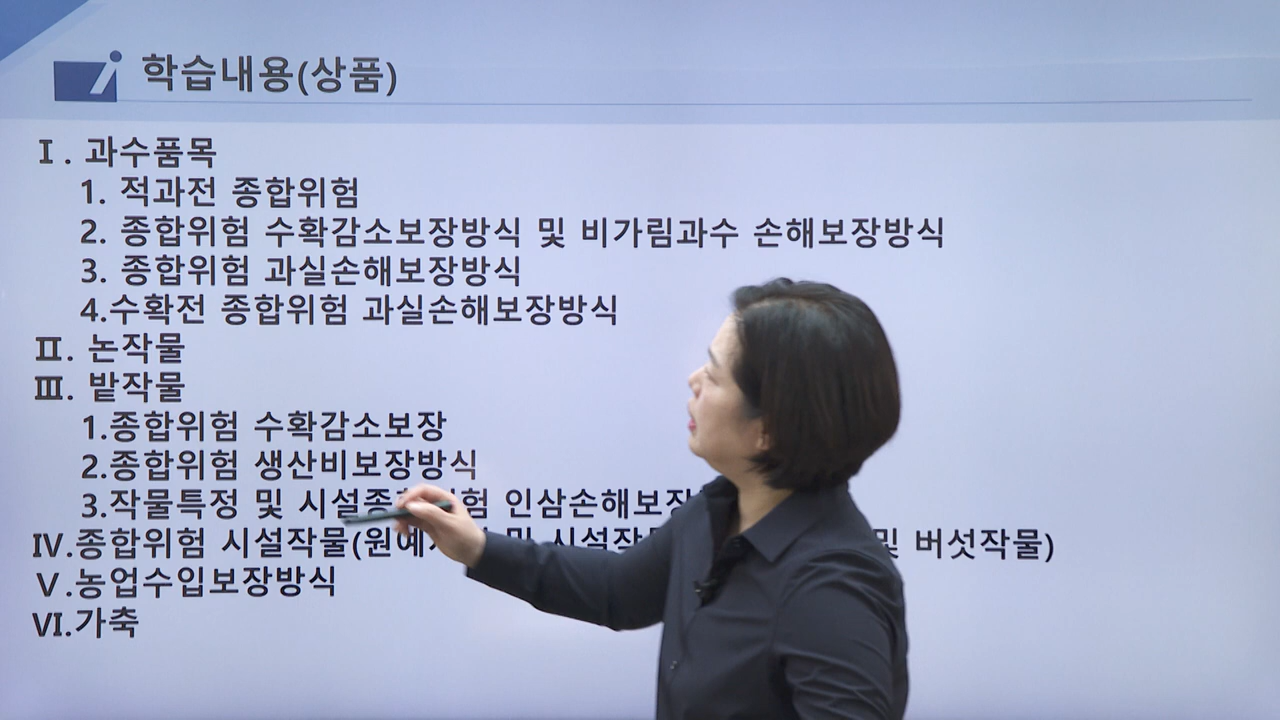 학습내용(상품)
Ⅰ. 과수품목
1. 적과전 종합위험
2. 종합위험 수확감소보장방식 및 비가림과수 손해보장방식
3. 종합위험 과실손해보장방식
4.수확전 종합위험 과실손해보장방식
Ⅱ. 논작물
Ⅲ. 밭작물
1.종합위험 수확감소보장
2.종합위험 생산비보장방식
3.작물특정 및 인삼손해보장
Ⅳ.종합위험 시설작물(원예 및 버섯작물)
Ⅴ.농업수입보장방식
Ⅵ.가축